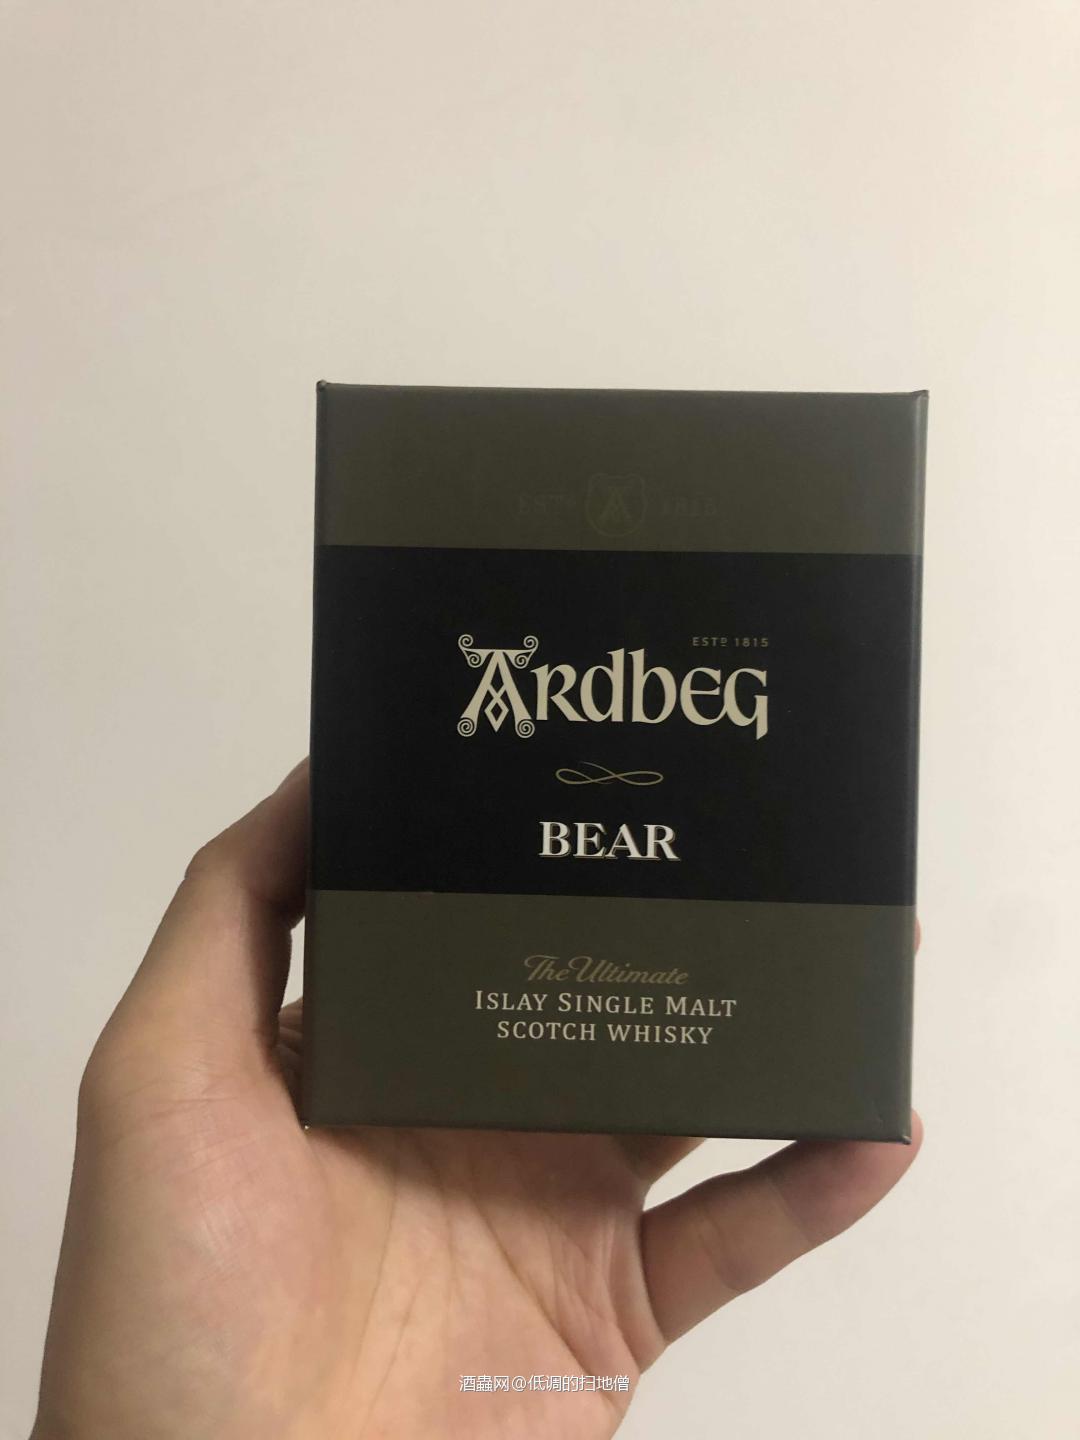 ESTD 1815
ESTD 1815
ARdbEG
BEAR
The Ultimate
ISLAY SINGLE MALT
SCOTCH WHISKY
酒蟲网@低调的扫地僧